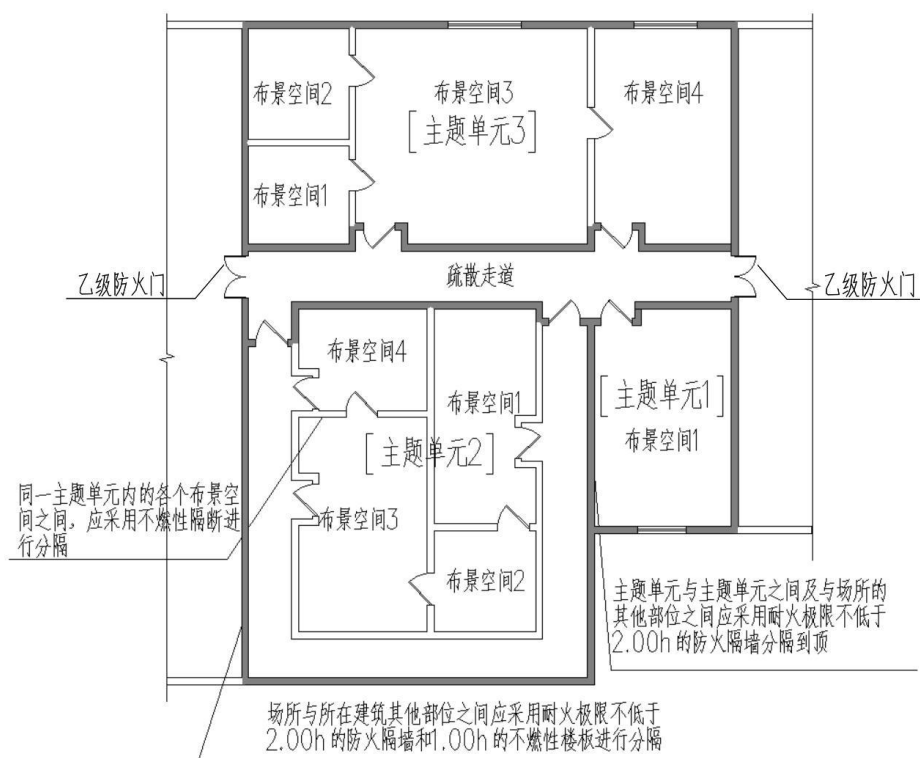 布景空间2
布景空间3
[主题单元3]
布景空间4
布景空间1
乙级防火门
疏散走道
乙级防火门
布景空间4
布景空间1
[主题单元1]
布景空间1
[主题单元2]
同一主题单元内的各个布景空
间之间，应采用不燃性隔断进
行分隔
布景空间3
布景空间2
主题单元与主题单元之间及与场所的
其他部位之间应采用耐火极限不低于
2.00h的防火隔墙分隔到顶
场所与所在建筑其他部位之间应采用耐火极限不低于
2.00h的防火隔墙和1.00h的不燃性楼板进行分隔